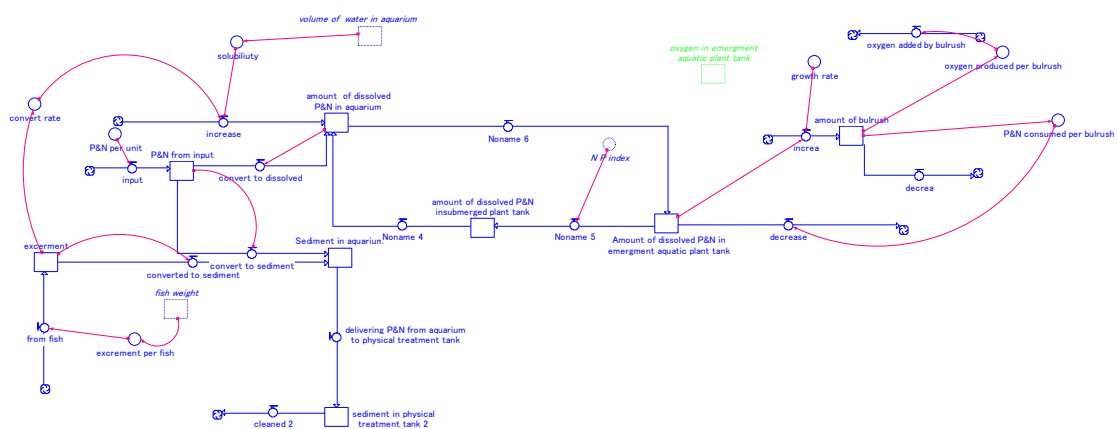 volume of water in aquarium
solubiliuty
oxygen in emergment
aquatic plant tank
oxygen added by bulrush
oxygen produced per bulrush
growth rate
amount of dissolved
P&N in aquarium
convert rate
increase
Noname 6
amount of bulrush
P&N consumed per bulrush
P&N per unit
increa
P&N from input
N P index
input
convert to dissolved
decrea
amount of dissolved P&N
insubmerged plant tank
excerment
Sediment in aquariun.
Noname 4
Noname 5
Amount of dissolved P&N in
emergment aquatic plant tank
decrease
convert to sediment
converted to sediment
fish weight
from fish
excrement per fish
delivering P&N from aquarium
to physical treatment tank
cleaned 2
sediment in physical
treatment tank 2